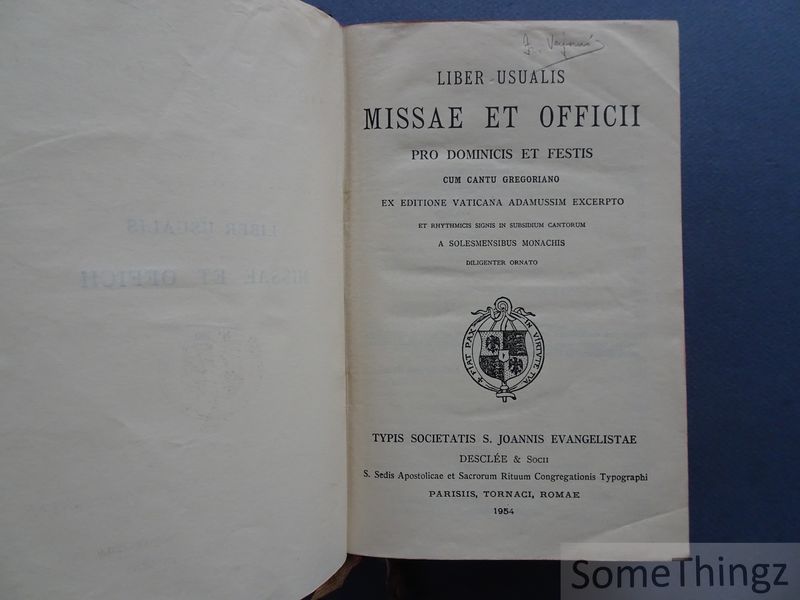 LIBER USUALIS
MISSAE ET OFFICII
PRO DOMINICIS ET FESTIS
CUM CANTU GREGORIANO
EX EDITIONE VATICANA ADAMUSSIM EXCERPTO
ET RHYTHMICIS SIGNIS IN SUBSIDIUM CANTORUM
A SOLESMENSIBUS MONACHIS
DILIGENTER ORNATO
FIAT PAX IN VIRTVTE TVA
TYPIS SOCIETATIS S. JOANNIS EVANGELISTAE
DESCLÉE & SOCII
S. Sedis Apostolicae et Sacrorum Rituum Congregationis Typographi
PARISIIS, TORNACI, ROMAE
1954
SomeThingz